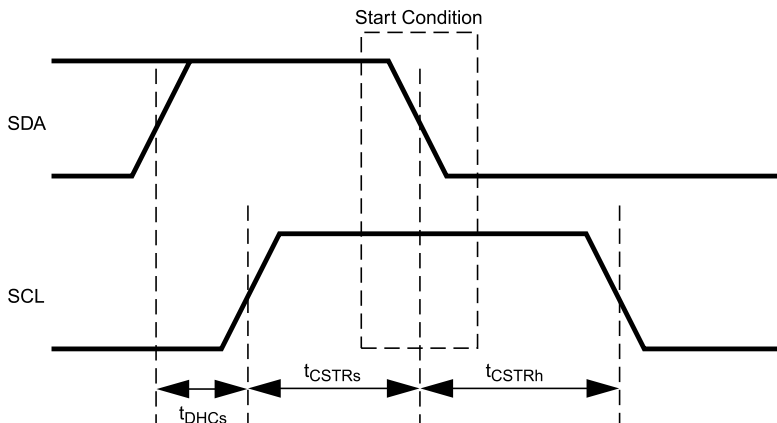 Start Condition
SDA
SCL
tCSTRs
tCSTRh
tDHCs